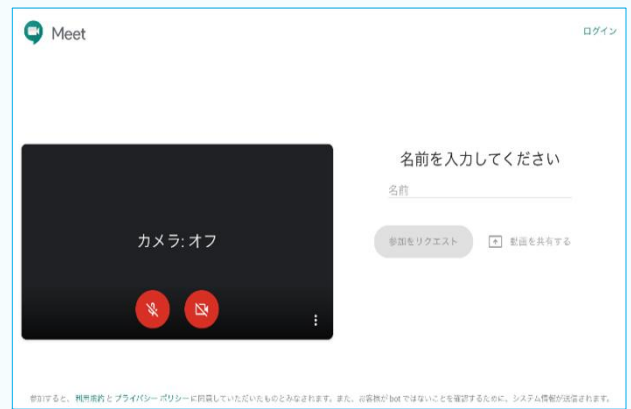 Meet
ログイン
名前を入力してください
名前
カメラ: オフ
参加をリクエスト
動画を共有する
参加すると、利用規約とプライバシー ポリシーに同意していただいたものとみなされます。また、お客様が bot ではないことを確認するために、システム情報が送信されます。